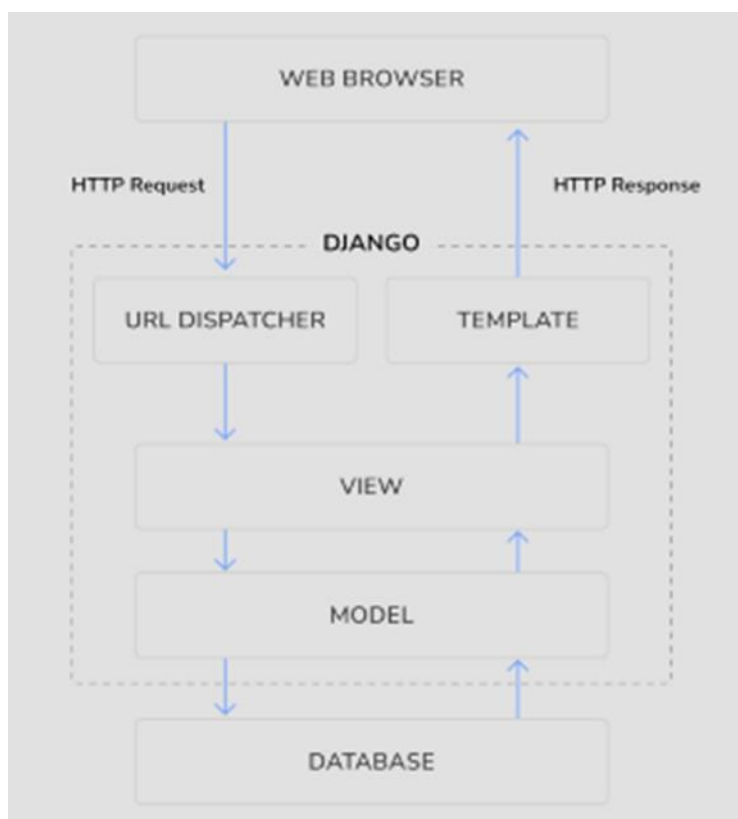 WEB BROWSER
HTTP Request
HTTP Response
DJANGO
URL DISPATCHER
TEMPLATE
VIEW
MODEL
DATABASE